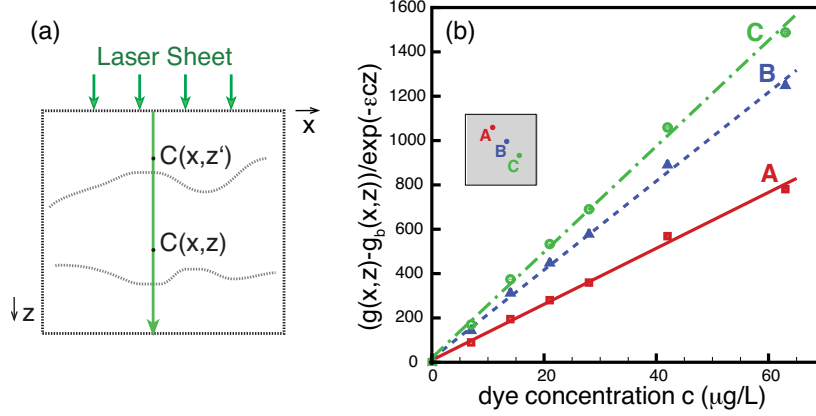 (a)
Laser Sheet
x
C(x,z')
C(x,z)
z
(b)
(g(x,z)-g_b(x,z))/exp(-εcz)
1600
1400
1200
1000
800
600
400
200
0
0
20
40
60
dye concentration c (μg/L)
A
B
C
C
B
A